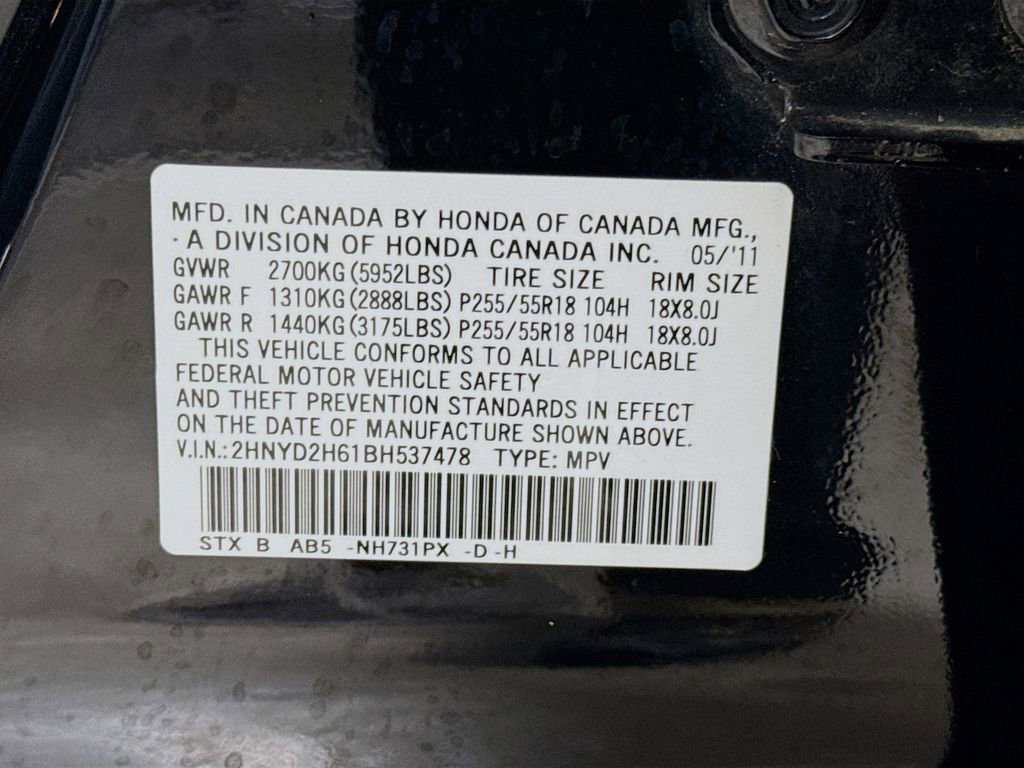 MFD. IN CANADA BY HONDA OF CANADA MFG.,
· A DIVISION OF HONDA CANADA INC. 05/'11
GVWR 2700KG (5952LBS) TIRE SIZE RIM SIZE
GAWR F 1310KG (2888LBS) P255/55R18 104H 18X8.0J
GAWR R 1440KG (3175LBS) P255/55R18 104H 18X8.0J
THIS VEHICLE CONFORMS TO ALL APPLICABLE
FEDERAL MOTOR VEHICLE SAFETY
AND THEFT PREVENTION STANDARDS IN EFFECT
ON THE DATE OF MANUFACTURE SHOWN ABOVE.
V.I.N.: 2HNYD2H61BH537478 TYPE: MPV
STX B AB5 -NH731PX -D -H